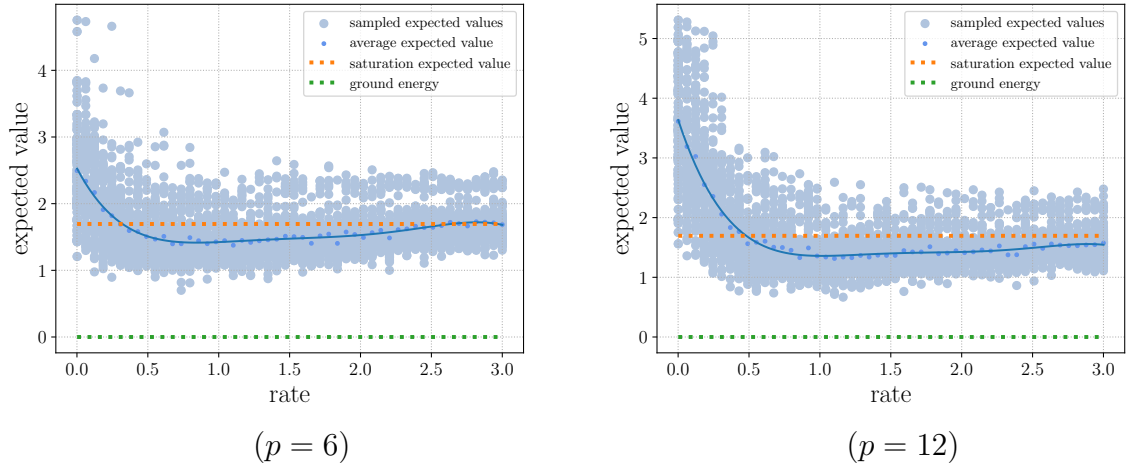 sampled expected values
average expected value
saturation expected value
ground energy
expected value
4
3
2
1
0
0.0 0.5 1.0 1.5 2.0 2.5 3.0
rate
(p = 6)
sampled expected values
average expected value
saturation expected value
ground energy
expected value
5
4
3
2
1
0
0.0 0.5 1.0 1.5 2.0 2.5 3.0
rate
(p = 12)